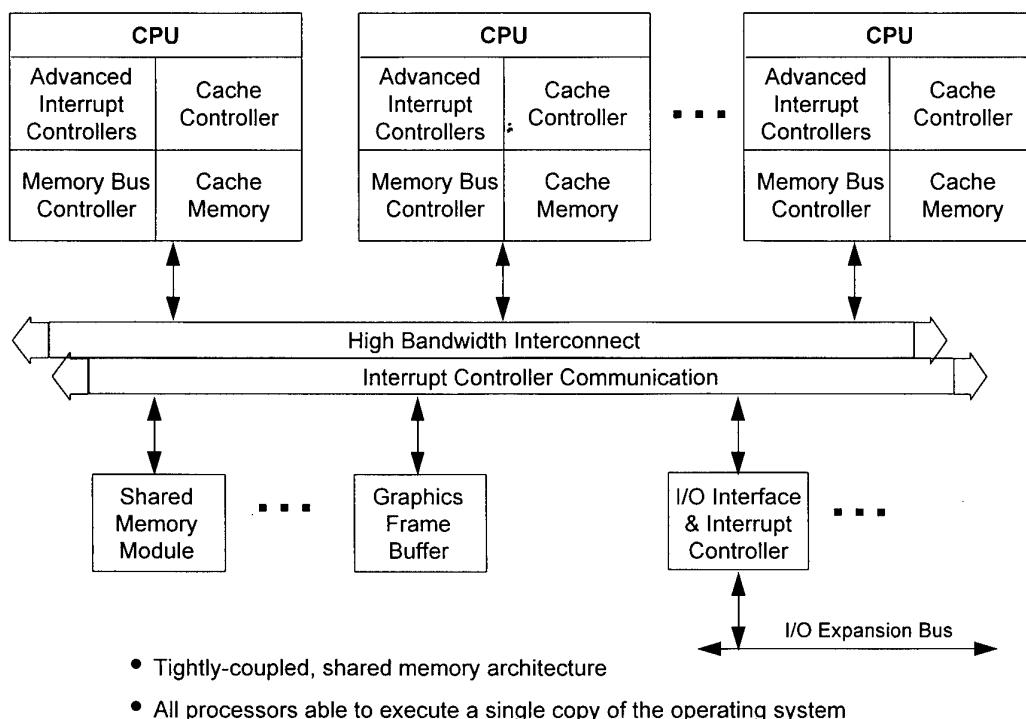 CPU
Advanced
Interrupt
Controllers
Cache
Controller
Memory Bus
Controller
Cache
Memory
CPU
Advanced
Interrupt
Controllers
Cache
Controller
Memory Bus
Controller
Cache
Memory
CPU
Advanced
Interrupt
Controllers
Cache
Controller
Memory Bus
Controller
Cache
Memory
High Bandwidth Interconnect
Interrupt Controller Communication
Shared
Memory
Module
Graphics
Frame
Buffer
I/O Interface
& Interrupt
Controller
I/O Expansion Bus
• Tightly-coupled, shared memory architecture
• All processors able to execute a single copy of the operating system